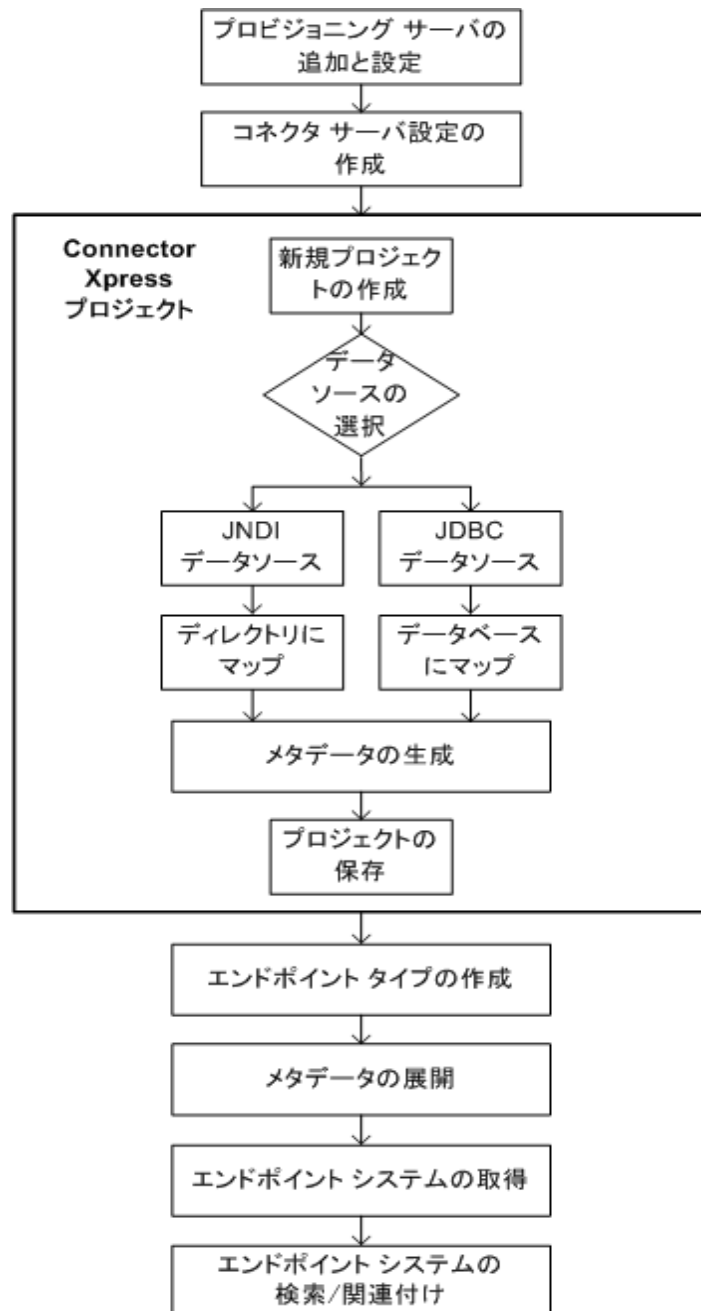 プロビジョニング サーバの
追加と設定
コネクタ サーバ設定の
作成
Connector
Xpress
プロジェクト
新規プロジェク
トの作成
データ
ソースの
選択
JNDI
データソース
JDBC
データソース
ディレクトリに
マップ
データベース
にマップ
メタデータの生成
プロジェクトの
保存
エンドポイント タイプの作成
メタデータの展開
エンドポイント システムの取得
エンドポイント システムの
検索/関連付け